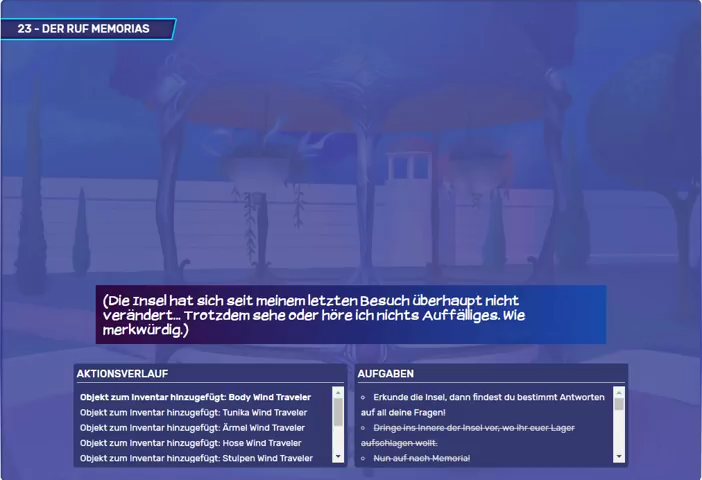 23 - DER RUF MEMORIAS
(Die Insel hat sich seit meinem letzten Besuch überhaupt nicht
verändert... Trotzdem sehe oder höre ich nichts Auffälliges. Wie
merkwürdig.)
AKTIONSVERLAUF
Objekt zum Inventar hinzugefügt: Body Wind Traveler
Objekt zum Inventar hinzugefügt: Tunika Wind Traveler
Objekt zum Inventar hinzugefügt: Ärmel Wind Traveler
Objekt zum Inventar hinzugefügt: Hose Wind Traveler
Objekt zum Inventar hinzugefügt: Stulpen Wind Traveler
AUFGABEN
Erkunde die Insel, dann findest du bestimmt Antworten
auf all deine Fragen!
Dringe ins Innere der Insel vor, wo ihr euer Lager
aufschlagen wollt.
Nun auf nach Memoria!